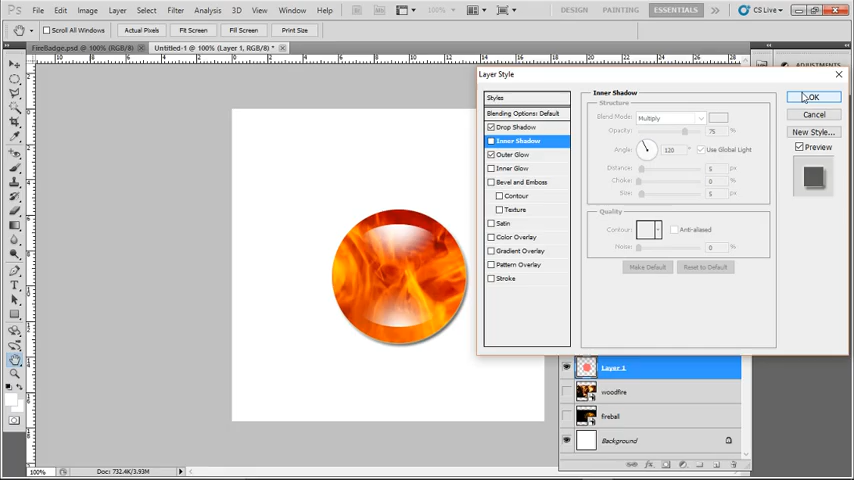 Ps File Edit Image Layer Select Filter Analysis 3D View Window Help 100% DESIGN PAINTING ESSENTIALS CS Live
Scroll All Windows Actual Pixels Fit Screen Fill Screen Print Size
FireBadge.psd @ 100% (RGB/8) Untitled-1 @ 100% (Layer 1, RGB/8) *
ADJUSTMENTS
Layer Style
Styles
Blending Options: Default
Drop Shadow
Inner Shadow
Outer Glow
Inner Glow
Bevel and Emboss
Contour
Texture
Satin
Color Overlay
Gradient Overlay
Pattern Overlay
Stroke
Inner Shadow
Structure
Blend Mode: Multiply
Opacity: 75 %
Angle: 120 ° Use Global Light
Distance: 5 px
Choke: 0 %
Size: 5 px
Quality
Contour: Anti-aliased
Noise: 0 %
Make Default Reset to Default
OK
Cancel
New Style...
Preview
Layer 1
woodfire
fireball
Background
100% Doc: 732.4K/3.93M